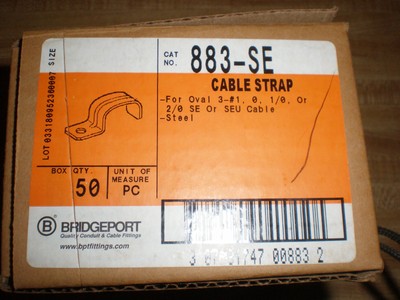 CAT NO. 883-SE
CABLE STRAP
-For Oval 3-#1, 0, 1/0, Or
2/0 SE Or SEU Cable
-Steel
SIZE
LOT
BOX QTY. 50
UNIT OF MEASURE PC
B BRIDGEPORT
Quality Conduit & Cable Fittings
www.bptfittings.com
747 00883 2